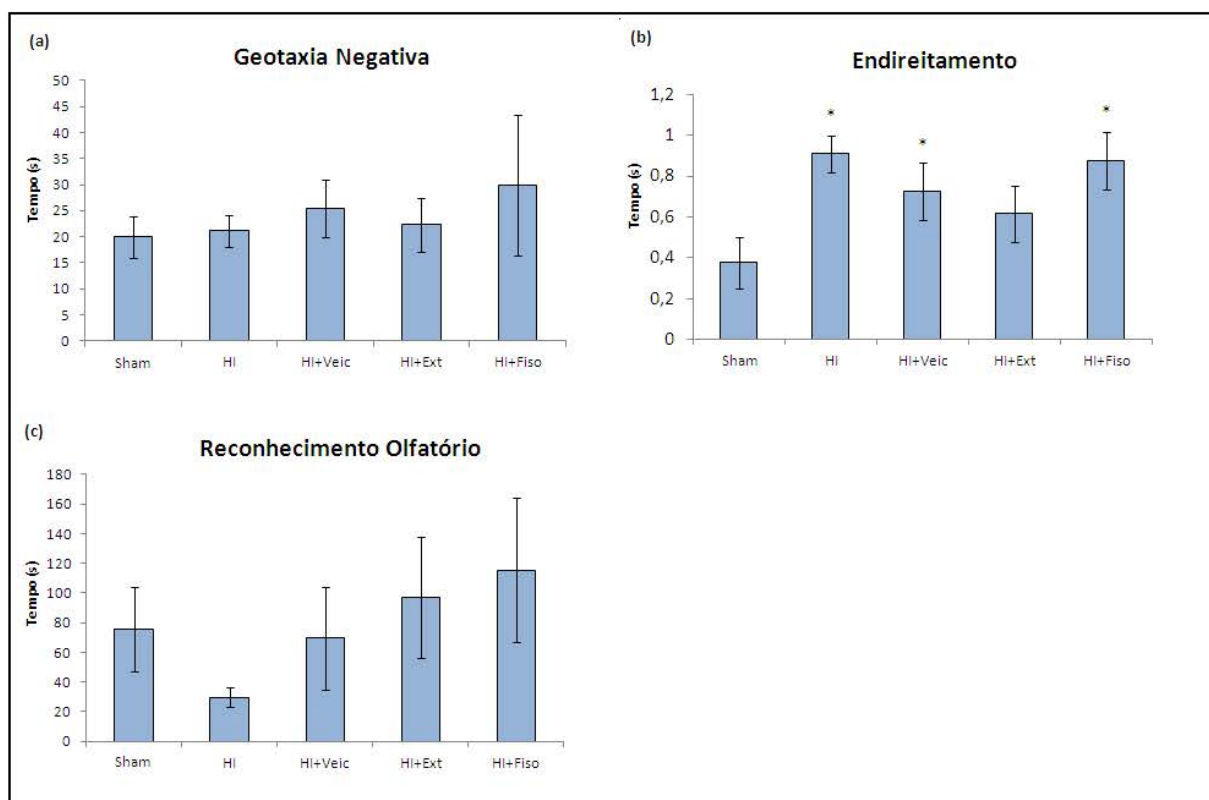 (a)
Geotaxia Negativa
Tempo (s)
50
45
40
35
30
25
20
15
10
5
0
Sham HI HI+Veic HI+Ext HI+Fiso
(b)
Endireitamento
Tempo (s)
1,2
1
0,8
0,6
0,4
0,2
0
* * *
Sham HI HI+Veic HI+Ext HI+Fiso
(c)
Reconhecimento Olfatório
Tempo (s)
180
160
140
120
100
80
60
40
20
0
Sham HI HI+Veic HI+Ext HI+Fiso